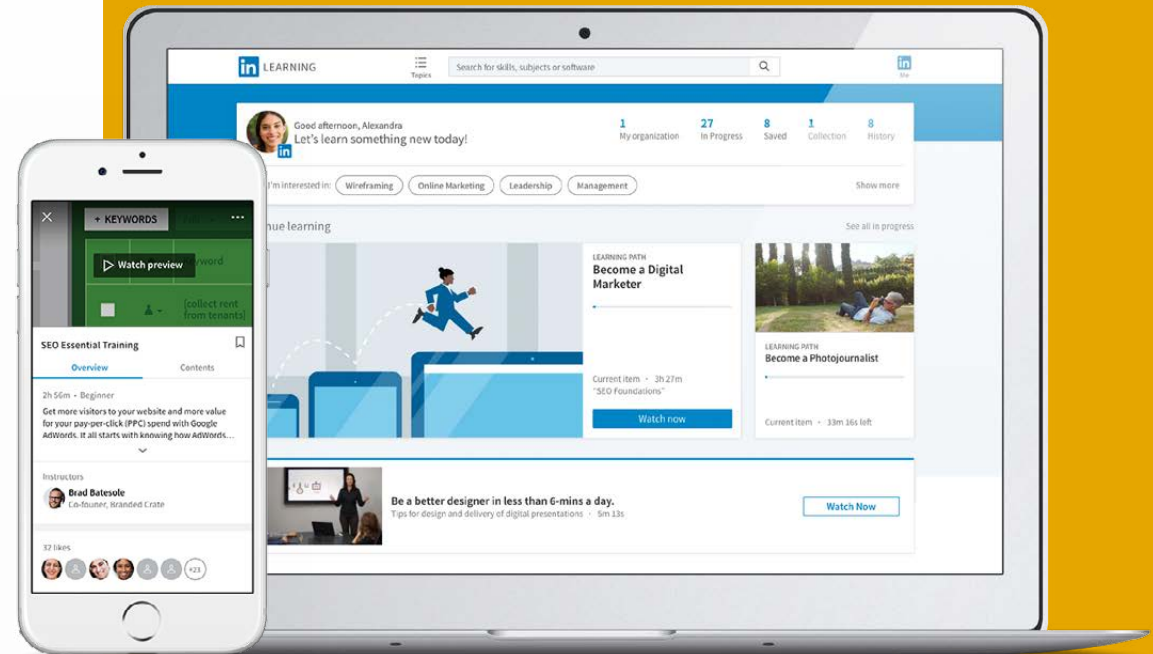 in LEARNING
Topics
Search for skills, subjects or software
in
Me
Good afternoon, Alexandra
Let's learn something new today!
in
1
My organization
27
In Progress
8
Saved
1
Collection
8
History
I'm interested in:
Wireframing
Online Marketing
Leadership
Management
Show more
nue learning
See all in progress
LEARNING PATH
Become a Digital
Marketer
Current item • 3h 27m
"SEO Foundations"
Watch now
LEARNING PATH
Become a Photojournalist
Current item • 33m 16s left
Be a better designer in less than 6-mins a day.
Tips for design and delivery of digital presentations • 5m 13s
Watch Now
+ KEYWORDS
Watch preview
yword
[collect rent
from tenants]
SEO Essential Training
Overview
Contents
2h 56m • Beginner
Get more visitors to your website and more value
for your pay-per-click (PPC) spend with Google
AdWords. It all starts with knowing how AdWords...
Instructors
Brad Batesole
Co-founer, Branded Crate
32 likes
+23